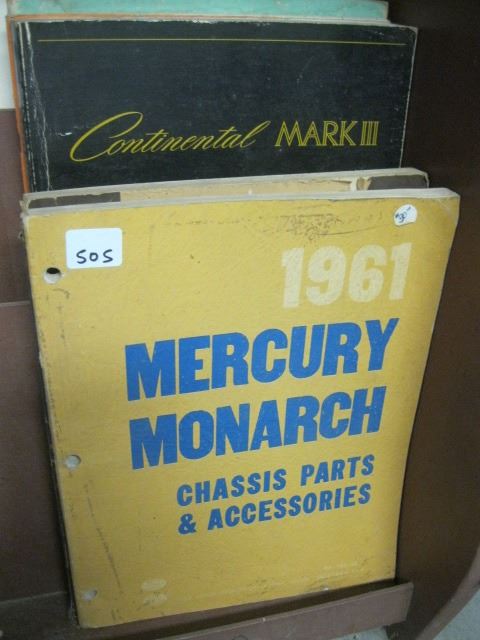 Continental MARK III
505
1961
MERCURY
MONARCH
CHASSIS PARTS
& ACCESSORIES